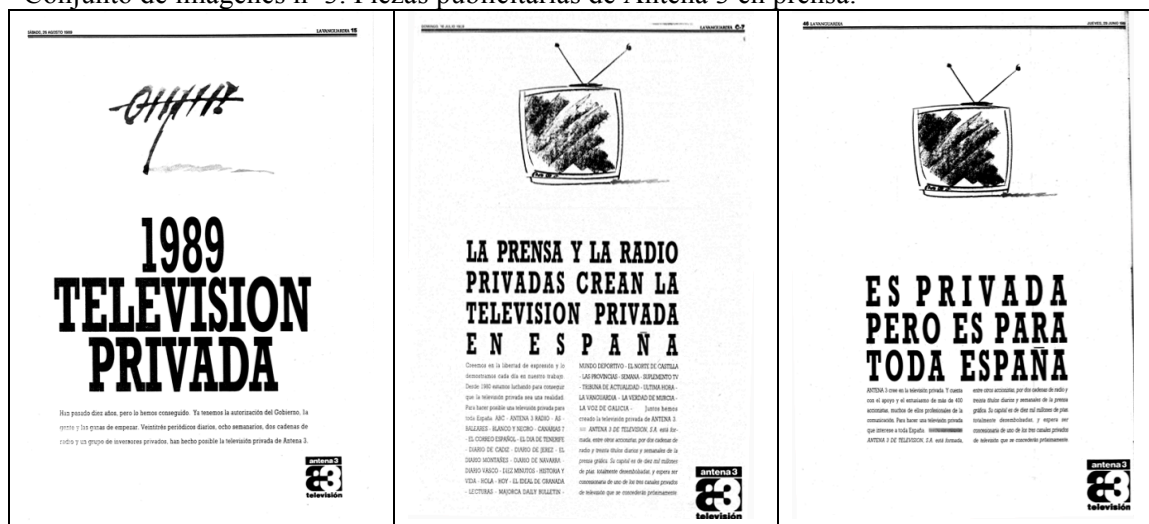 Conjunto de imágenes nº 3. Piezas publicitarias de Antena 3 en prensa.
SÁBADO, 26 AGOSTO 1989
LA VANGUARDIA 15
1989
TELEVISION
PRIVADA
Han pasado diez años, pero lo hemos conseguido. Ya tenemos la autorización del Gobierno, la
gente y las ganas de empezar. Veintitrés periódicos diarios, ocho semanarios, dos cadenas de
radio y un grupo de inversores privados, han hecho posible la televisión privada de Antena 3.
antena 3
televisión
LA VANGUARDIA
LA PRENSA Y LA RADIO
PRIVADAS CREAN LA
TELEVISION PRIVADA
EN ESPAÑA
Creemos en la libertad de expresión y lo
demostramos cada día en nuestro trabajo.
Desde 1980 estamos luchando para conseguir
que la televisión privada sea una realidad.
Para hacer posible una televisión privada para
toda España: ABC - ANTENA 3 RADIO - AS -
BALEARES - BLANCO Y NEGRO - CANARIAS 7
- EL CORREO ESPAÑOL - EL DIA DE TENERIFE
- DIARIO DE CADIZ - DIARIO DE JEREZ - EL
DIARIO MONTAÑES - DIARIO DE NAVARRA -
DIARIO VASCO - DIEZ MINUTOS - HISTORIA Y
VIDA - HOLA - HOY - EL IDEAL DE GRANADA
- LECTURAS - MAJORCA DAILY BULLETIN -
MUNDO DEPORTIVO - EL NORTE DE CASTILLA
- LAS PROVINCIAS - SEMANA - SUPLEMENTO TV
- TRIBUNA DE ACTUALIDAD - ULTIMA HORA -
LA VANGUARDIA - LA VERDAD DE MURCIA -
LA VOZ DE GALICIA - Juntos hemos
creado la televisión privada de ANTENA 3.
ANTENA 3 DE TELEVISION, S.A. está for-
mada, entre otros accionistas, por dos cadenas de
radio y treinta títulos diarios y semanales de la
prensa gráfica. Su capital es de diez mil millones
de ptas. totalmente desembolsadas, y espera ser
concesionaria de uno de los tres canales privados
de televisión que se concederán próximamente
antena 3
televisión
48 LA VANGUARDIA
JUEVES, 29 JUNIO
ES PRIVADA
PERO ES PARA
TODA ESPAÑA
ANTENA 3 cree en la televisión privada. Y cuenta
con el apoyo y el entusiasmo de más de 400
accionistas, muchos de ellos profesionales de la
comunicación. Para hacer una televisión privada
que interese a toda España.
ANTENA 3 DE TELEVISION, S.A. está formada,
entre otros accionistas, por dos cadenas de radio y
treinta títulos diarios y semanales de la prensa
gráfica. Su capital es de diez mil millones de ptas.
totalmente desembolsadas, y espera ser
concesionaria de uno de los tres canales privados
de televisión que se concederán próximamente
antena 3
televisión